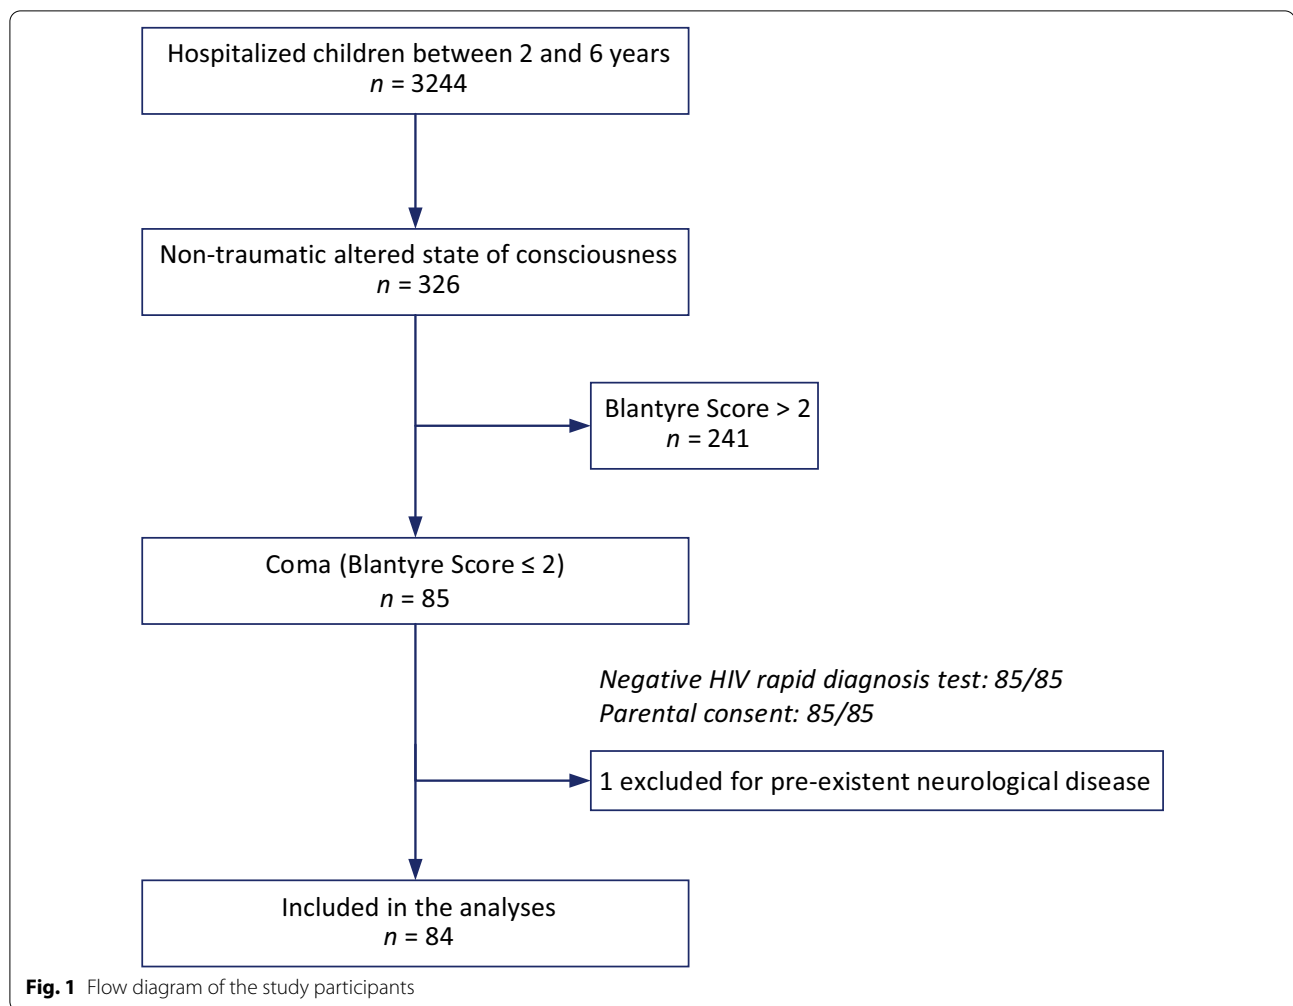 Hospitalized children between 2 and 6 years
n = 3244
Non-traumatic altered state of consciousness
n = 326
Blantyre Score > 2
n = 241
Coma (Blantyre Score ≤ 2)
n = 85
Negative HIV rapid diagnosis test: 85/85
Parental consent: 85/85
1 excluded for pre-existent neurological disease
Included in the analyses
n = 84
Fig. 1 Flow diagram of the study participants